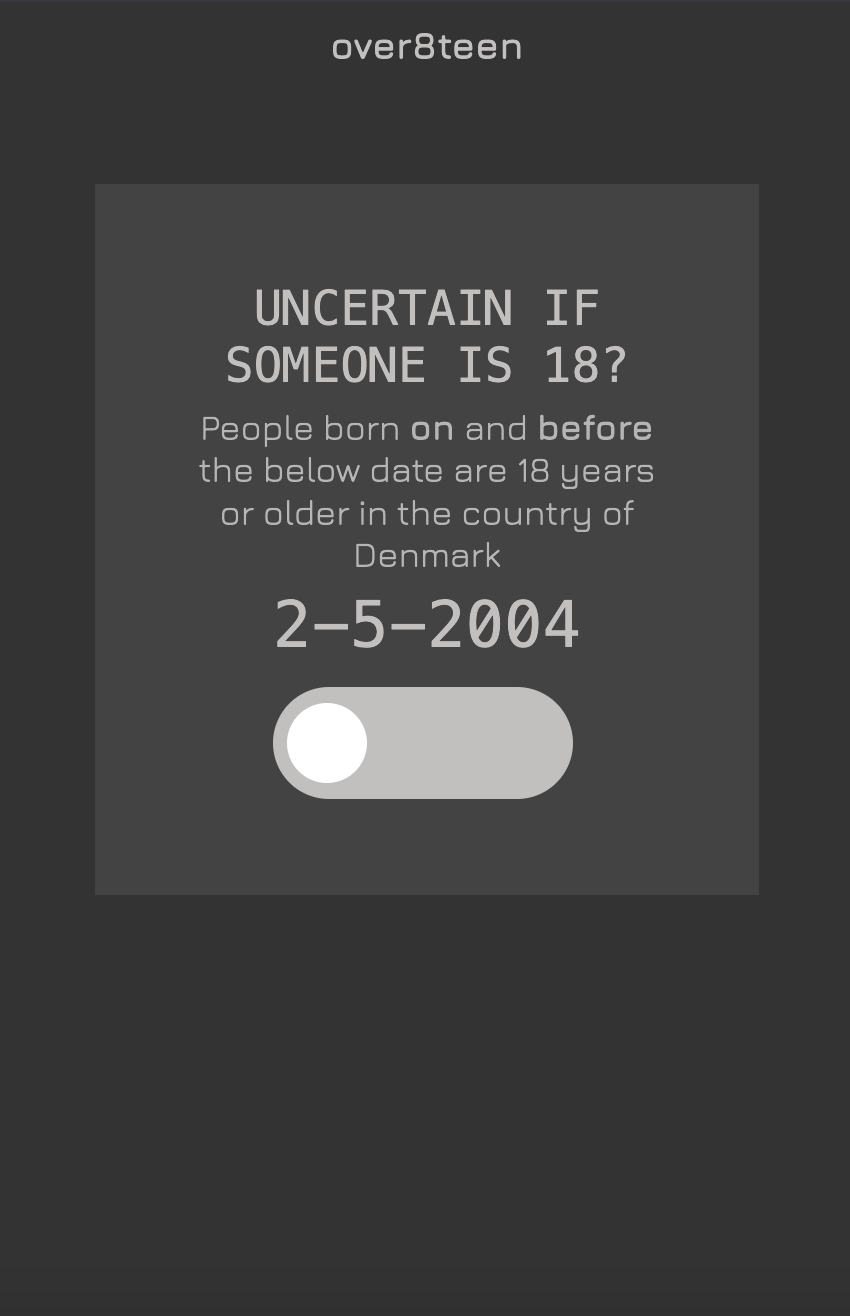 over8teen
UNCERTAIN IF
SOMEONE IS 18?
People born on and before
the below date are 18 years
or older in the country of
Denmark
2-5-2004